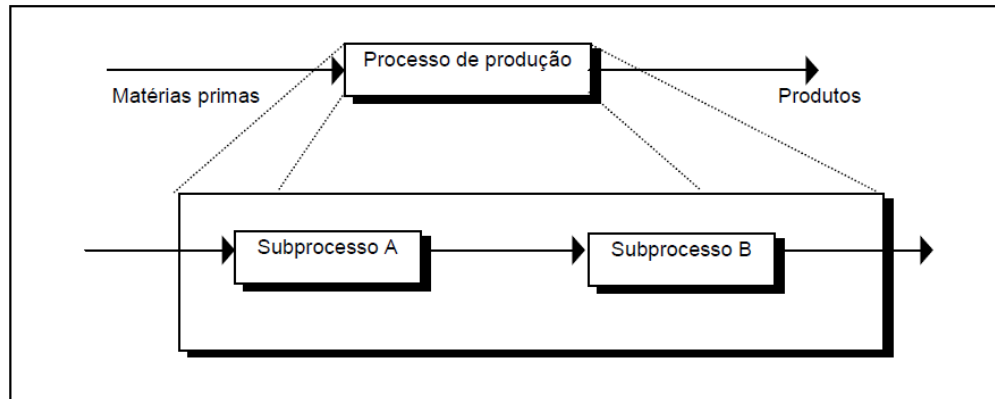 Processo de produção
Matérias primas
Produtos
Subprocesso A
Subprocesso B